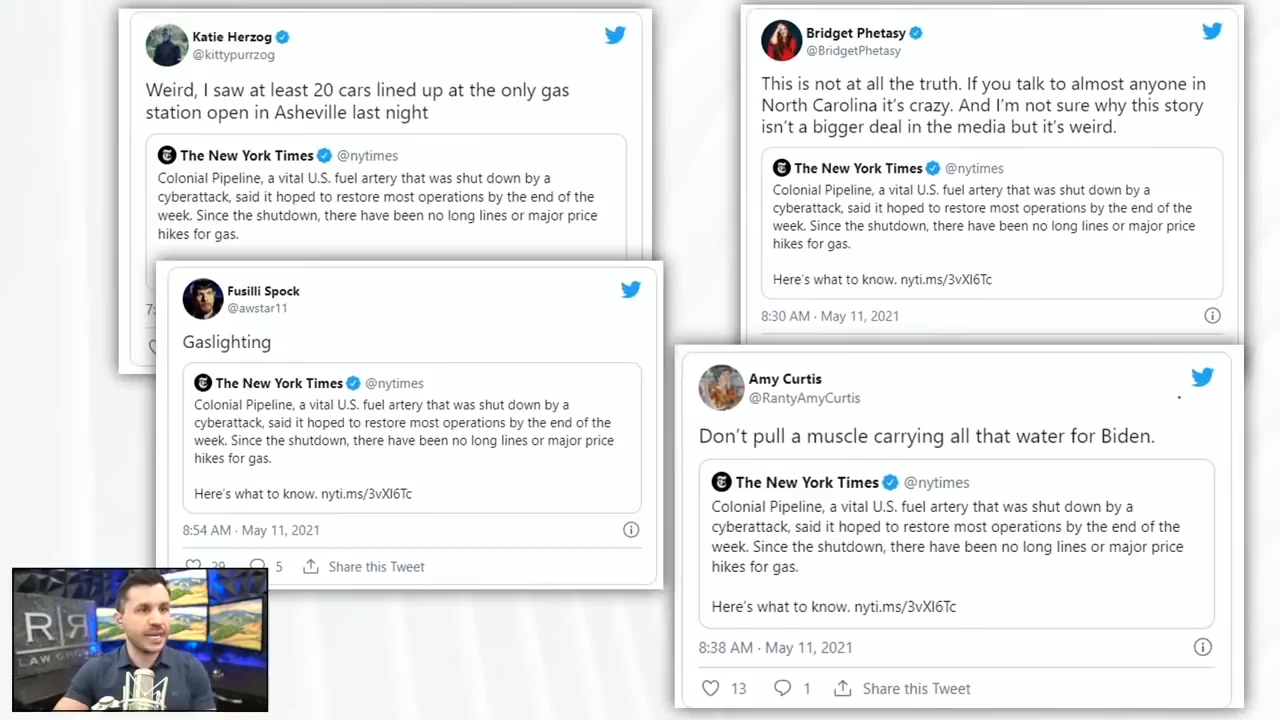 Katie Herzog
@kittypurrzog
Weird, I saw at least 20 cars lined up at the only gas
station open in Asheville last night
The New York Times @nytimes
Colonial Pipeline, a vital U.S. fuel artery that was shut down by a
cyberattack, said it hoped to restore most operations by the end of the
week. Since the shutdown, there have been no long lines or major price
hikes for gas.
7:
Bridget Phetasy
@BridgetPhetasy
This is not at all the truth. If you talk to almost anyone in
North Carolina it's crazy. And I'm not sure why this story
isn't a bigger deal in the media but it's weird.
The New York Times @nytimes
Colonial Pipeline, a vital U.S. fuel artery that was shut down by a
cyberattack, said it hoped to restore most operations by the end of the
week. Since the shutdown, there have been no long lines or major price
hikes for gas.
Here's what to know. nyti.ms/3vXl6Tc
8:30 AM · May 11, 2021
Fusilli Spock
@awstar11
Gaslighting
The New York Times @nytimes
Colonial Pipeline, a vital U.S. fuel artery that was shut down by a
cyberattack, said it hoped to restore most operations by the end of the
week. Since the shutdown, there have been no long lines or major price
hikes for gas.
Here's what to know. nyti.ms/3vXl6Tc
8:54 AM · May 11, 2021
29 5 Share this Tweet
Amy Curtis
@RantyAmyCurtis
Don't pull a muscle carrying all that water for Biden.
The New York Times @nytimes
Colonial Pipeline, a vital U.S. fuel artery that was shut down by a
cyberattack, said it hoped to restore most operations by the end of the
week. Since the shutdown, there have been no long lines or major price
hikes for gas.
Here's what to know. nyti.ms/3vXl6Tc
8:38 AM · May 11, 2021
13 1 Share this Tweet
R|R
LAW GROUP